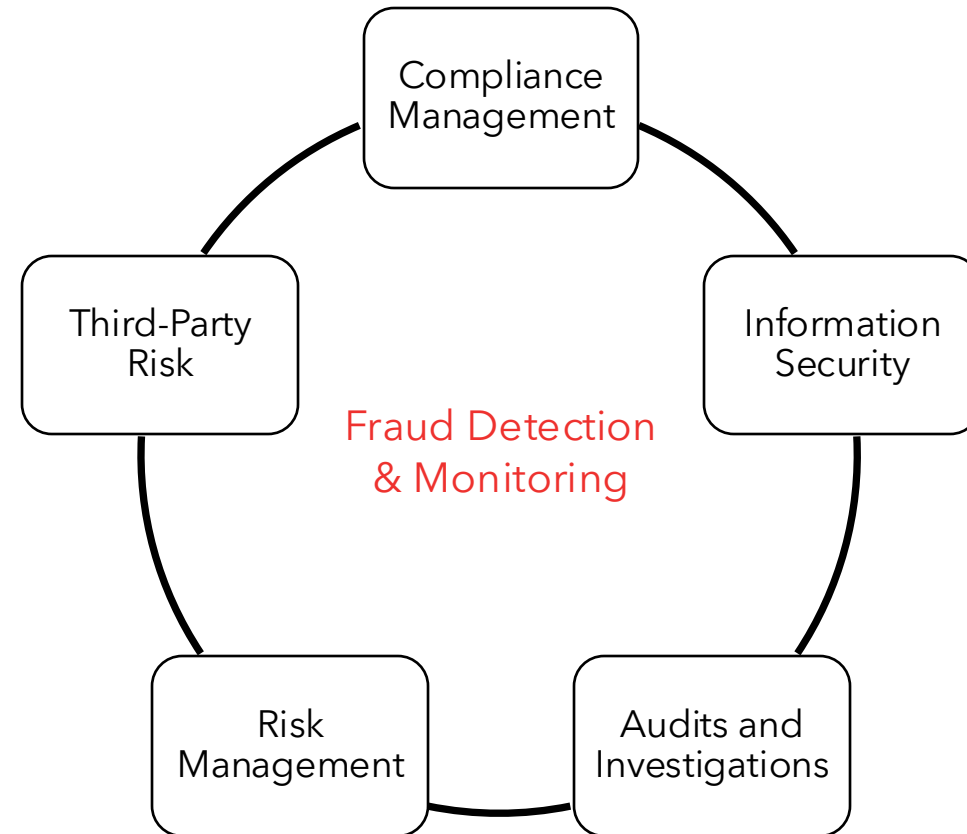 Compliance
Management
Third-Party
Risk
Information
Security
Fraud Detection
& Monitoring
Risk
Management
Audits and
Investigations